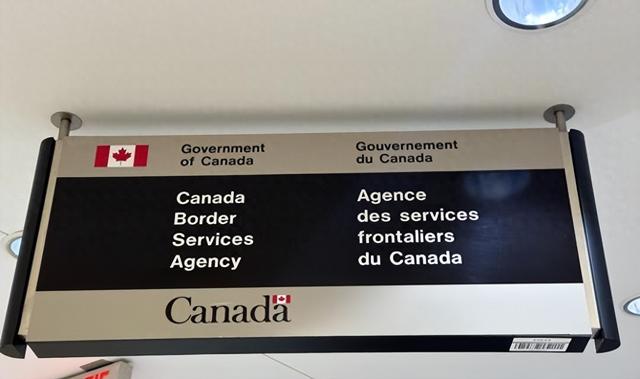 Government
of Canada
Gouvernement
du Canada
Canada
Border
Services
Agency
Agence
des services
frontaliers
du Canada
Canada